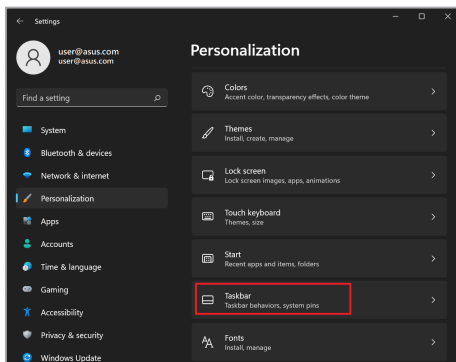 Settings
user@asus.com
user@asus.com
Find a setting
System
Bluetooth & devices
Network & internet
Personalization
Apps
Accounts
Time & language
Gaming
Accessibility
Privacy & security
Windows Update
Personalization
Colors
Accent color, transparency effects, color theme
Themes
Install, create, manage
Lock screen
Lock screen images, apps, animations
Touch keyboard
Themes, size
Start
Recent apps and items, folders
Taskbar
Taskbar behaviors, system pins
Fonts
Install, manage